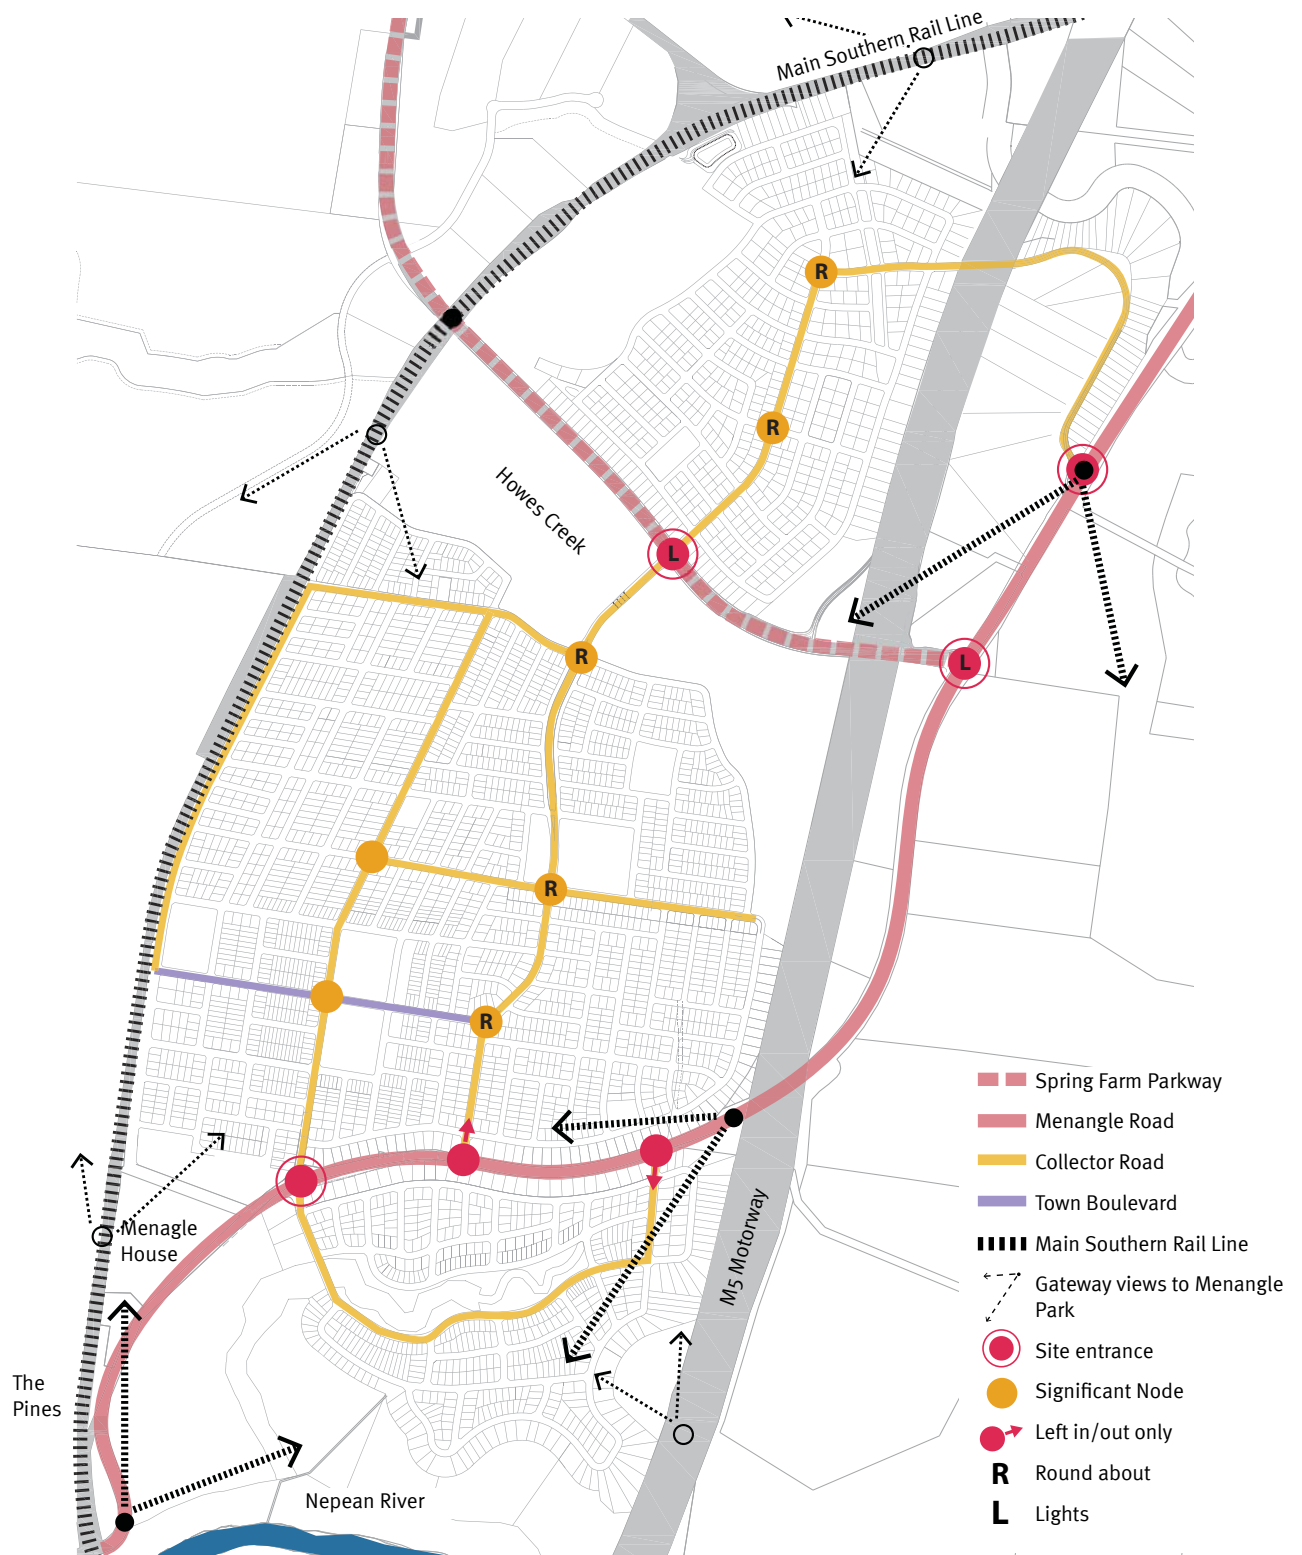 Main Southern Rail Line
R
R
Howes Creek
L
R
L
R
R
Spring Farm Parkway
Menangle Road
Collector Road
Town Boulevard
Main Southern Rail Line
Gateway views to Menangle
Park
Site entrance
Significant Node
Left in/out only
R Round about
L Lights
M5 Motorway
Menagle
House
The
Pines
Nepean River